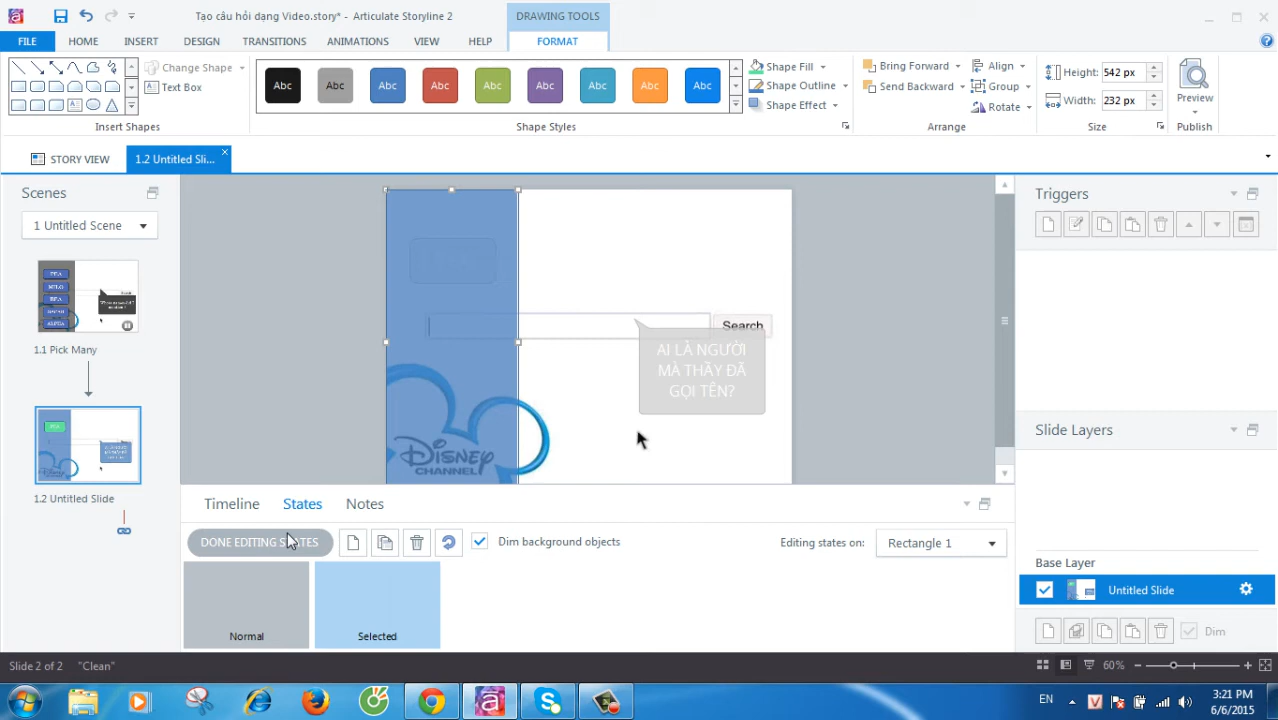 Tạo câu hỏi dạng Video.story* - Articulate Storyline 2
DRAWING TOOLS
FILE
HOME
INSERT
DESIGN
TRANSITIONS
ANIMATIONS
VIEW
HELP
FORMAT
Change Shape
Text Box
Insert Shapes
Abc
Abc
Abc
Abc
Abc
Abc
Abc
Abc
Abc
Shape Styles
Shape Fill
Shape Outline
Shape Effect
Bring Forward
Send Backward
Align
Group
Rotate
Arrange
Height: 542 px
Width: 232 px
Size
Preview
Publish
STORY VIEW
1.2 Untitled Sli...
Scenes
1 Untitled Scene
1.1 Pick Many
1.2 Untitled Slide
Search
AI LÀ NGƯỜI
MÀ THẦY ĐÃ
GỌI TÊN?
DISNEY
CHANNEL
Timeline
States
Notes
DONE EDITING STATES
Dim background objects
Editing states on:
Rectangle 1
Normal
Selected
Triggers
Slide Layers
Base Layer
Untitled Slide
Dim
Slide 2 of 2
"Clean"
60%
EN
3:21 PM
6/6/2015